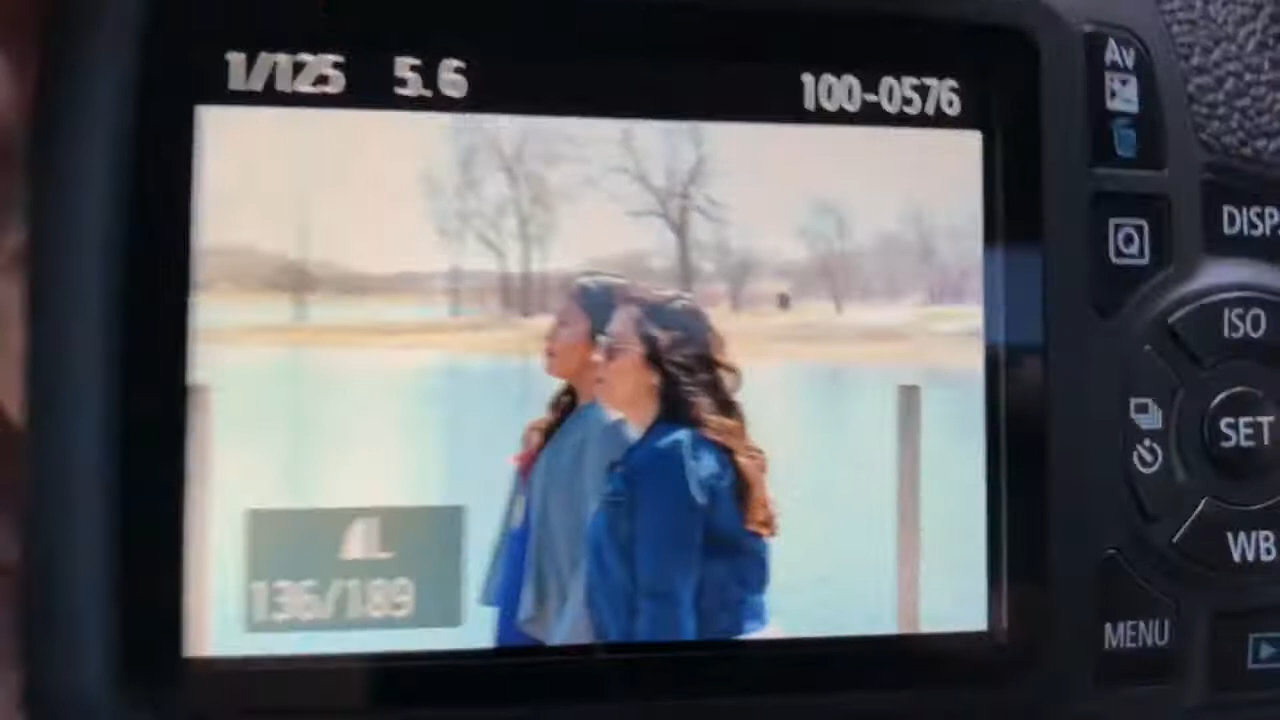 1/125 5.6 100-0576
Av
DISP.
Q
ISO
SET
WB
L
136/189
MENU